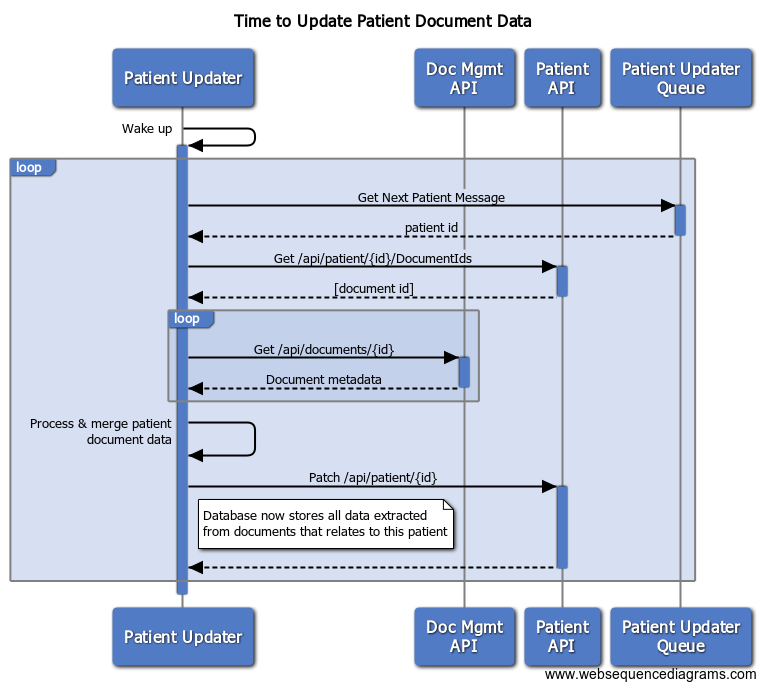 Time to Update Patient Document Data
Patient Updater
Doc Mgmt
API
Patient
API
Patient Updater
Queue
Wake up
loop
Get Next Patient Message
patient id
Get /api/patient/{id}/DocumentIds
[document id]
loop
Get /api/documents/{id}
Document metadata
Process & merge patient
document data
Patch /api/patient/{id}
Database now stores all data extracted
from documents that relates to this patient
Patient Updater
Doc Mgmt
API
Patient
API
Patient Updater
Queue
www.websequencediagrams.com